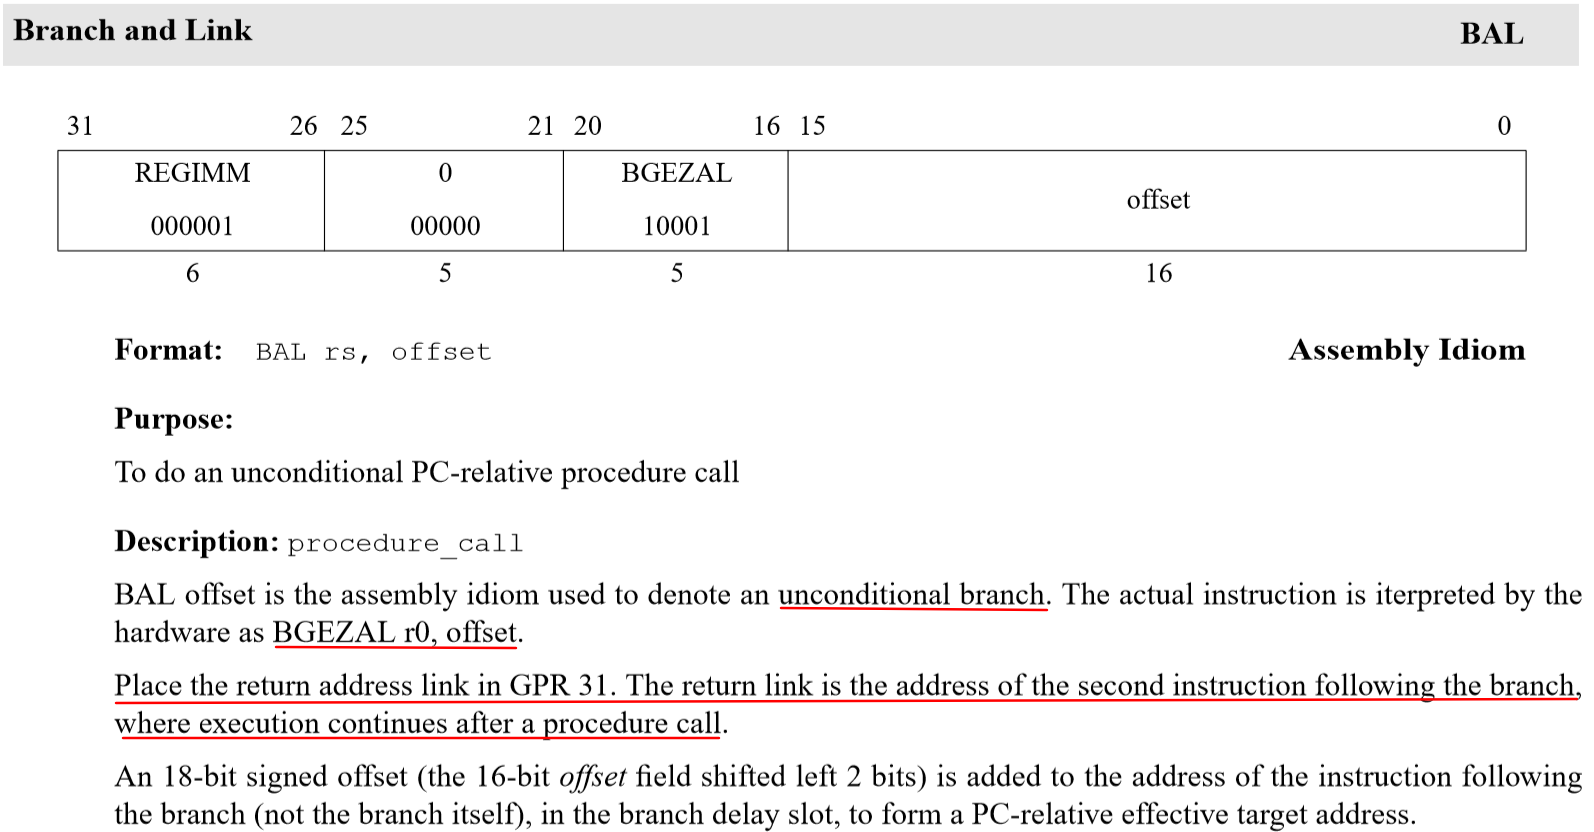 Branch and Link BAL
31 26 25 21 20 16 15 0
REGIMM 0 BGEZAL
offset
000001 00000 10001
6 5 5 16
Format: BAL rs, offset Assembly Idiom
Purpose:
To do an unconditional PC-relative procedure call
Description: procedure_call
BAL offset is the assembly idiom used to denote an unconditional branch. The actual instruction is iterpreted by the
hardware as BGEZAL r0, offset.
Place the return address link in GPR 31. The return link is the address of the second instruction following the branch,
where execution continues after a procedure call.
An 18-bit signed offset (the 16-bit offset field shifted left 2 bits) is added to the address of the instruction following
the branch (not the branch itself), in the branch delay slot, to form a PC-relative effective target address.